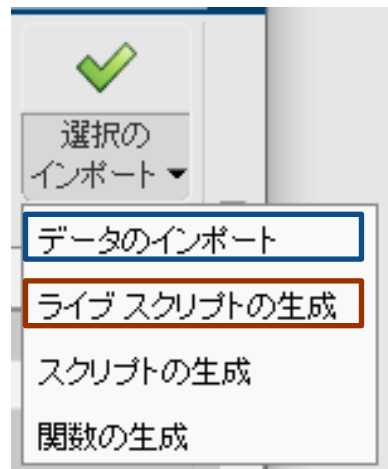 選択の
インポート
データのインポート
ライブ スクリプトの生成
スクリプトの生成
関数の生成